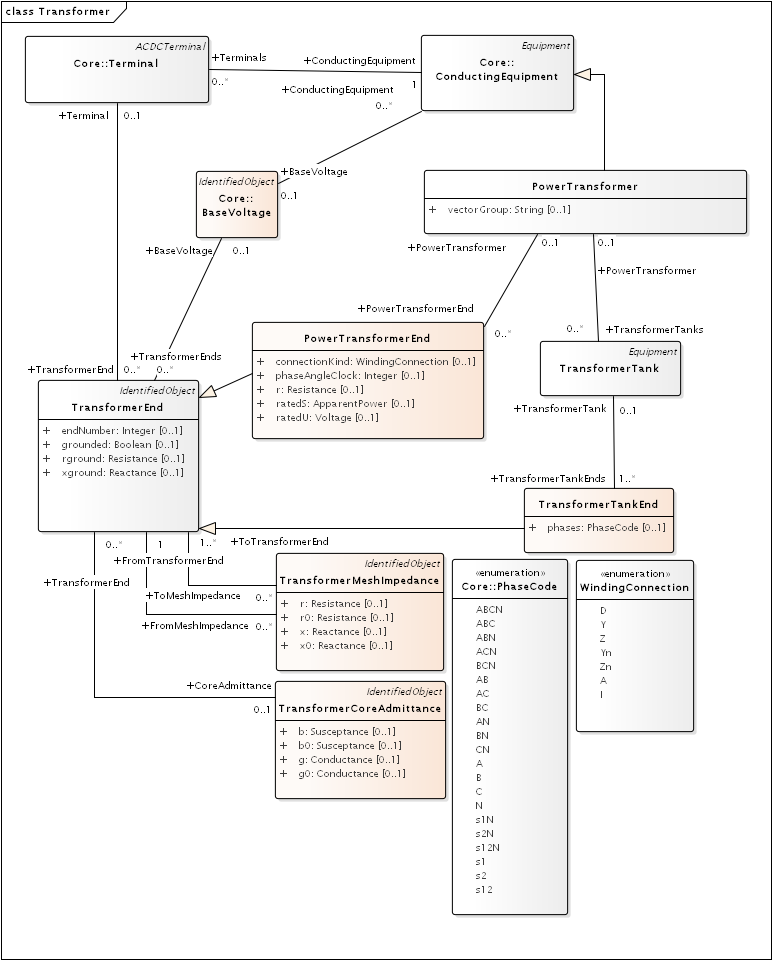 class Transformer
ACDCTerminal
Core::Terminal
+Terminals
0..*
+ConductingEquipment
1
Equipment
Core::
ConductingEquipment
+ConductingEquipment
0..*
+Terminal
0..1
+BaseVoltage
0..1
IdentifiedObject
Core::
BaseVoltage
+BaseVoltage
0..1
PowerTransformer
+ vectorGroup: String [0..1]
+PowerTransformer
0..1
0..1
+PowerTransformer
+PowerTransformerEnd
0..*
0..*
+TransformerTanks
PowerTransformerEnd
+ connectionKind: WindingConnection [0..1]
+ phaseAngleClock: Integer [0..1]
+ r: Resistance [0..1]
+ ratedS: ApparentPower [0..1]
+ ratedU: Voltage [0..1]
Equipment
TransformerTank
+TransformerTank
0..1
+TransformerEnd
0..*
+TransformerEnds
0..*
IdentifiedObject
TransformerEnd
+ endNumber: Integer [0..1]
+ grounded: Boolean [0..1]
+ rground: Resistance [0..1]
+ xground: Reactance [0..1]
+TransformerTankEnds
1..*
TransformerTankEnd
+ phases: PhaseCode [0..1]
0..*
1
1..*
+ToTransformerEnd
+FromTransformerEnd
+TransformerEnd
+ToMeshImpedance
0..*
+FromMeshImpedance
0..*
IdentifiedObject
TransformerMeshImpedance
+ r: Resistance [0..1]
+ r0: Resistance [0..1]
+ x: Reactance [0..1]
+ x0: Reactance [0..1]
+CoreAdmittance
0..1
IdentifiedObject
TransformerCoreAdmittance
+ b: Susceptance [0..1]
+ b0: Susceptance [0..1]
+ g: Conductance [0..1]
+ g0: Conductance [0..1]
«enumeration»
Core::PhaseCode
ABCN
ABC
ABN
ACN
BCN
AB
AC
BC
AN
BN
CN
A
B
C
N
s1N
s2N
s12N
s1
s2
s12
«enumeration»
WindingConnection
D
Y
Z
Yn
Zn
A
I